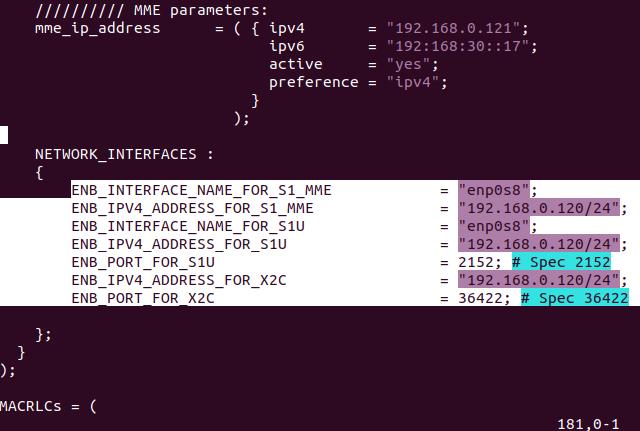 ////////// MME parameters:
mme_ip_address      = ( { ipv4       = "192.168.0.121";
ipv6       = "192:168:30::17";
active     = "yes";
preference = "ipv4";
}
);
NETWORK_INTERFACES :
{
ENB_INTERFACE_NAME_FOR_S1_MME            = "enp0s8";
ENB_IPV4_ADDRESS_FOR_S1_MME              = "192.168.0.120/24";
ENB_INTERFACE_NAME_FOR_S1U               = "enp0s8";
ENB_IPV4_ADDRESS_FOR_S1U                 = "192.168.0.120/24";
ENB_PORT_FOR_S1U                         = 2152; # Spec 2152
ENB_IPV4_ADDRESS_FOR_X2C                 = "192.168.0.120/24";
ENB_PORT_FOR_X2C                         = 36422; # Spec 36422
};
}
);
MACRLCs = (
181,0-1